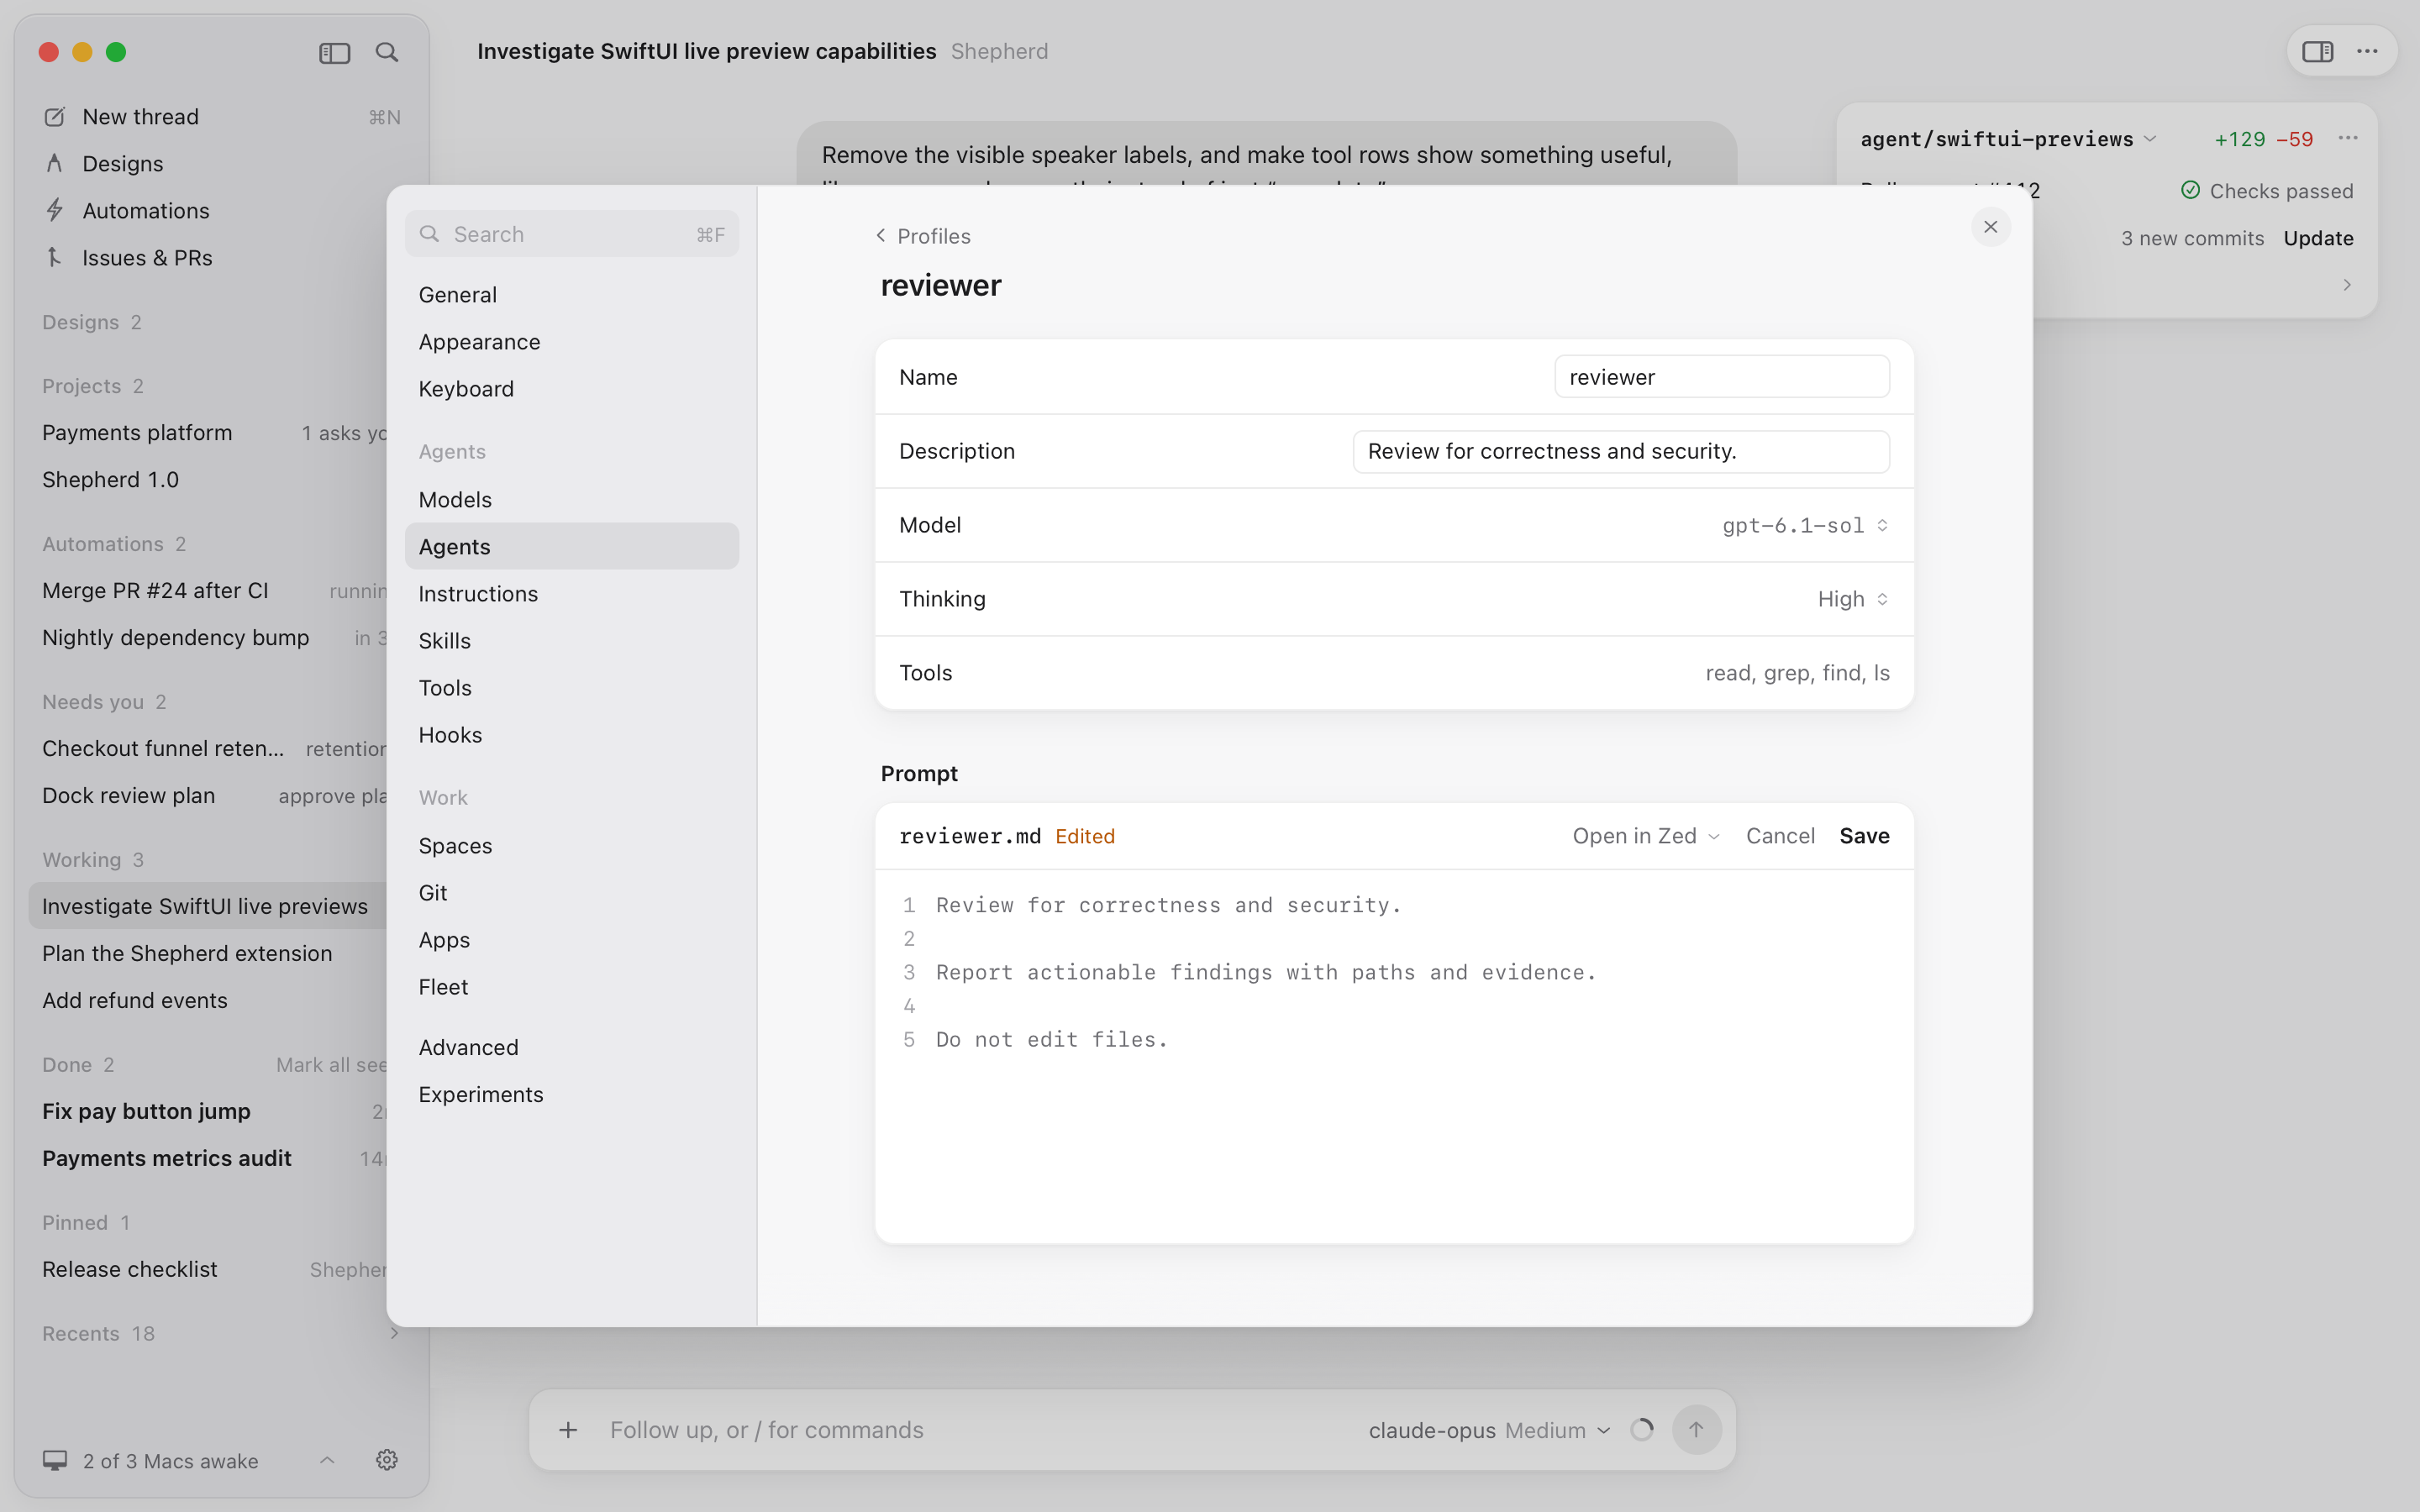 Investigate SwiftUI live preview capabilities Shepherd
New thread ⌘N
Designs
Automations
Issues & PRs
Designs 2
Projects 2
Payments platform 1 asks
Shepherd 1.0
Automations 2
Merge PR #24 after CI
Nightly dependency bump in
Needs you 2
Checkout funnel reten...
Dock review plan approve
Working 3
Investigate SwiftUI live previews
Plan the Shepherd extension
Add refund events
Done 2 Mark all
Fix pay button jump
Payments metrics audit
Pinned 1
Release checklist
Recents 18
2 of 3 Macs awake
Remove the visible speaker labels, and make tool rows show something useful,
agent/swiftui-previews +129 −59
Checks passed
3 new commits Update
Search ⌘F
General
Appearance
Keyboard
Agents
Models
Agents
Instructions
Skills
Tools
Hooks
Work
Spaces
Git
Apps
Fleet
Advanced
Experiments
Profiles
reviewer
Name reviewer
Description Review for correctness and security.
Model gpt-6.1-sol
Thinking High
Tools read, grep, find, ls
Prompt
reviewer.md Edited Open in Zed Cancel Save
1 Review for correctness and security.
2
3 Report actionable findings with paths and evidence.
4
5 Do not edit files.
Follow up, or / for commands claude-opus Medium